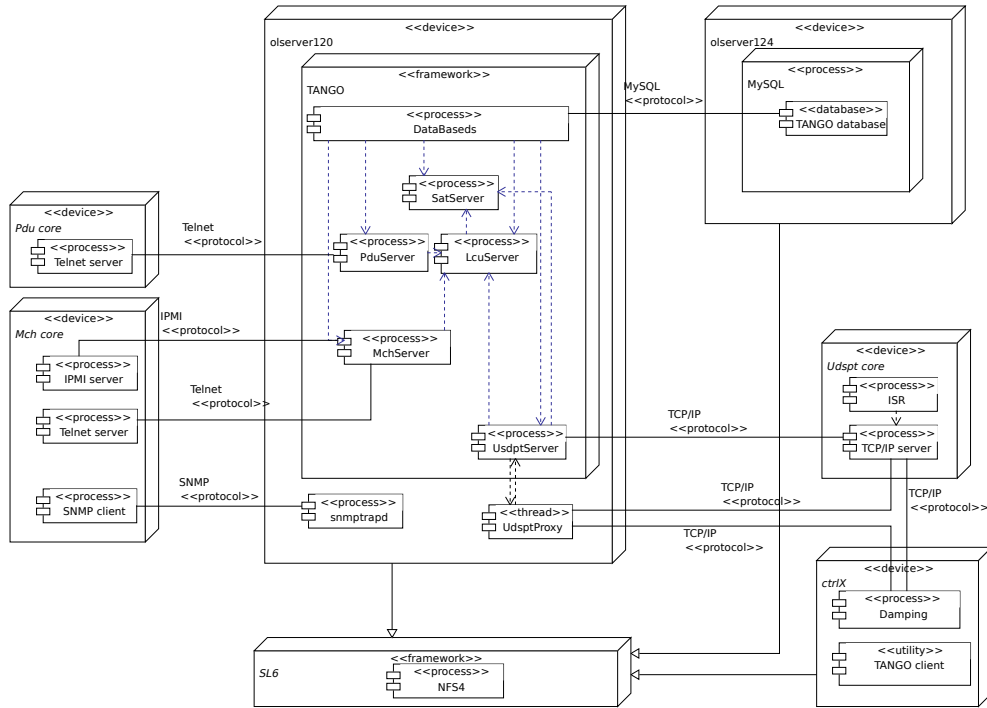 <<device>>
olserver120
<<framework>>
TANGO
<<process>>
DataBaseds
<<process>>
SatServer
<<process>>
PduServer
<<process>>
LcuServer
<<process>>
MchServer
<<process>>
UsdptServer
<<process>>
snmptrapd
<<thread>>
UdsptProxy
MySQL
<<protocol>>
<<device>>
olserver124
<<process>>
MySQL
<<database>>
TANGO database
<<device>>
Pdu core
<<process>>
Telnet server
Telnet
<<protocol>>
<<device>>
Mch core
<<process>>
IPMI server
<<process>>
Telnet server
<<process>>
SNMP client
IPMI
<<protocol>>
Telnet
<<protocol>>
SNMP
<<protocol>>
<<device>>
Udspt core
<<process>>
ISR
<<process>>
TCP/IP server
TCP/IP
<<protocol>>
TCP/IP
<<protocol>>
TCP/IP
<<protocol>>
TCP/IP
<<protocol>>
<<device>>
ctrlX
<<process>>
Damping
<<utility>>
TANGO client
<<framework>>
SL6
<<process>>
NFS4